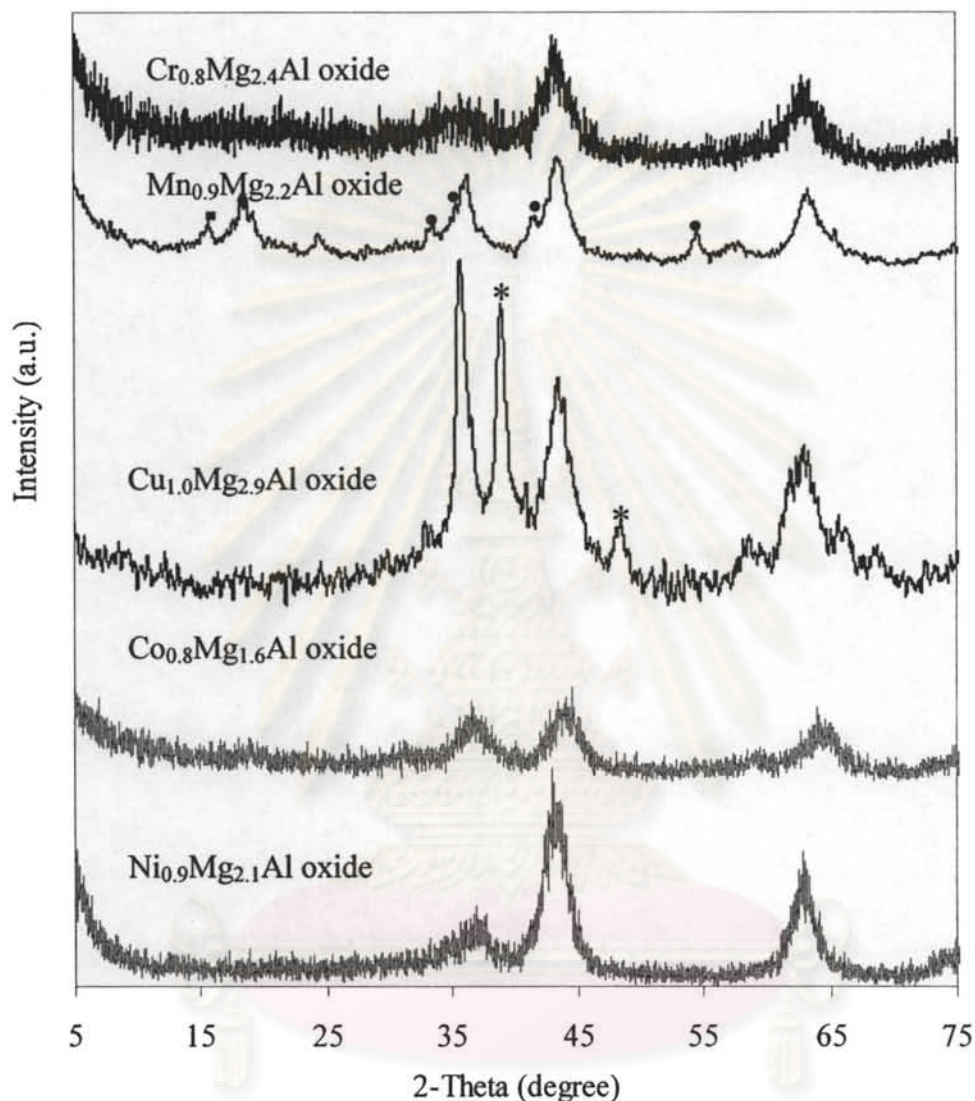 Cr0.8Mg2.4Al oxide
Mn0.9Mg2.2Al oxide
*
Cu1.0Mg2.9Al oxide
*
Co0.8Mg1.6Al oxide
Ni0.9Mg2.1Al oxide
Intensity (a.u.)
5 15 25 35 45 55 65 75
2-Theta (degree)